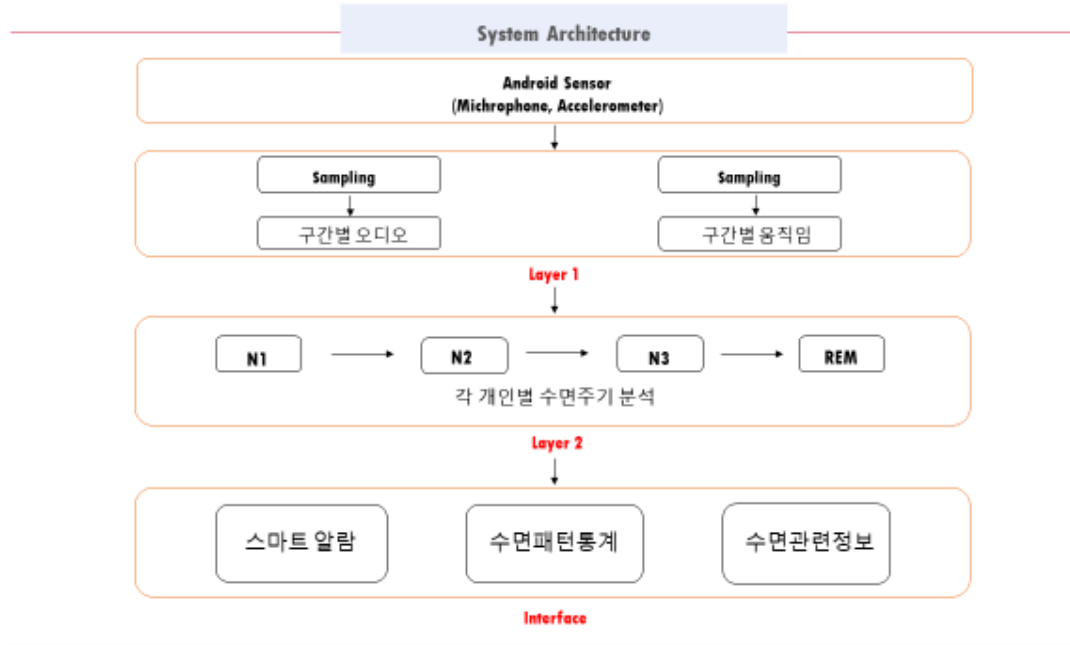 System Architecture
Android Sensor
(Michrophone, Accelerometer)
Sampling
Sampling
구간별 오디오
구간별 움직임
Layer 1
N1
N2
N3
REM
각 개인별 수면주기 분석
Layer 2
스마트 알람
수면패턴통계
수면관련정보
Interface